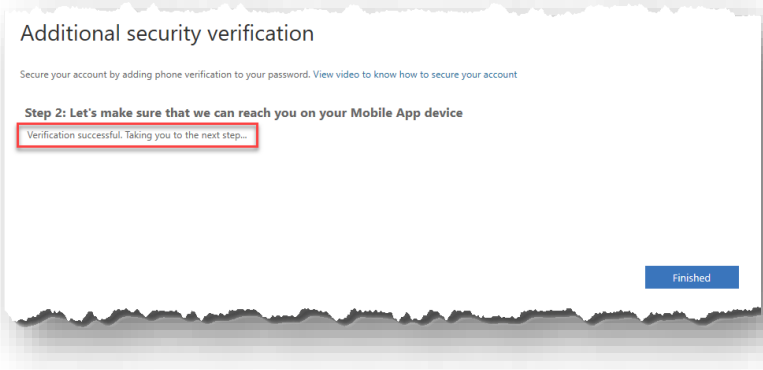 Additional security verification
Secure your account by adding phone verification to your password. View video to know how to secure your account
Step 2: Let's make sure that we can reach you on your Mobile App device
Verification successful. Taking you to the next step...
Finished